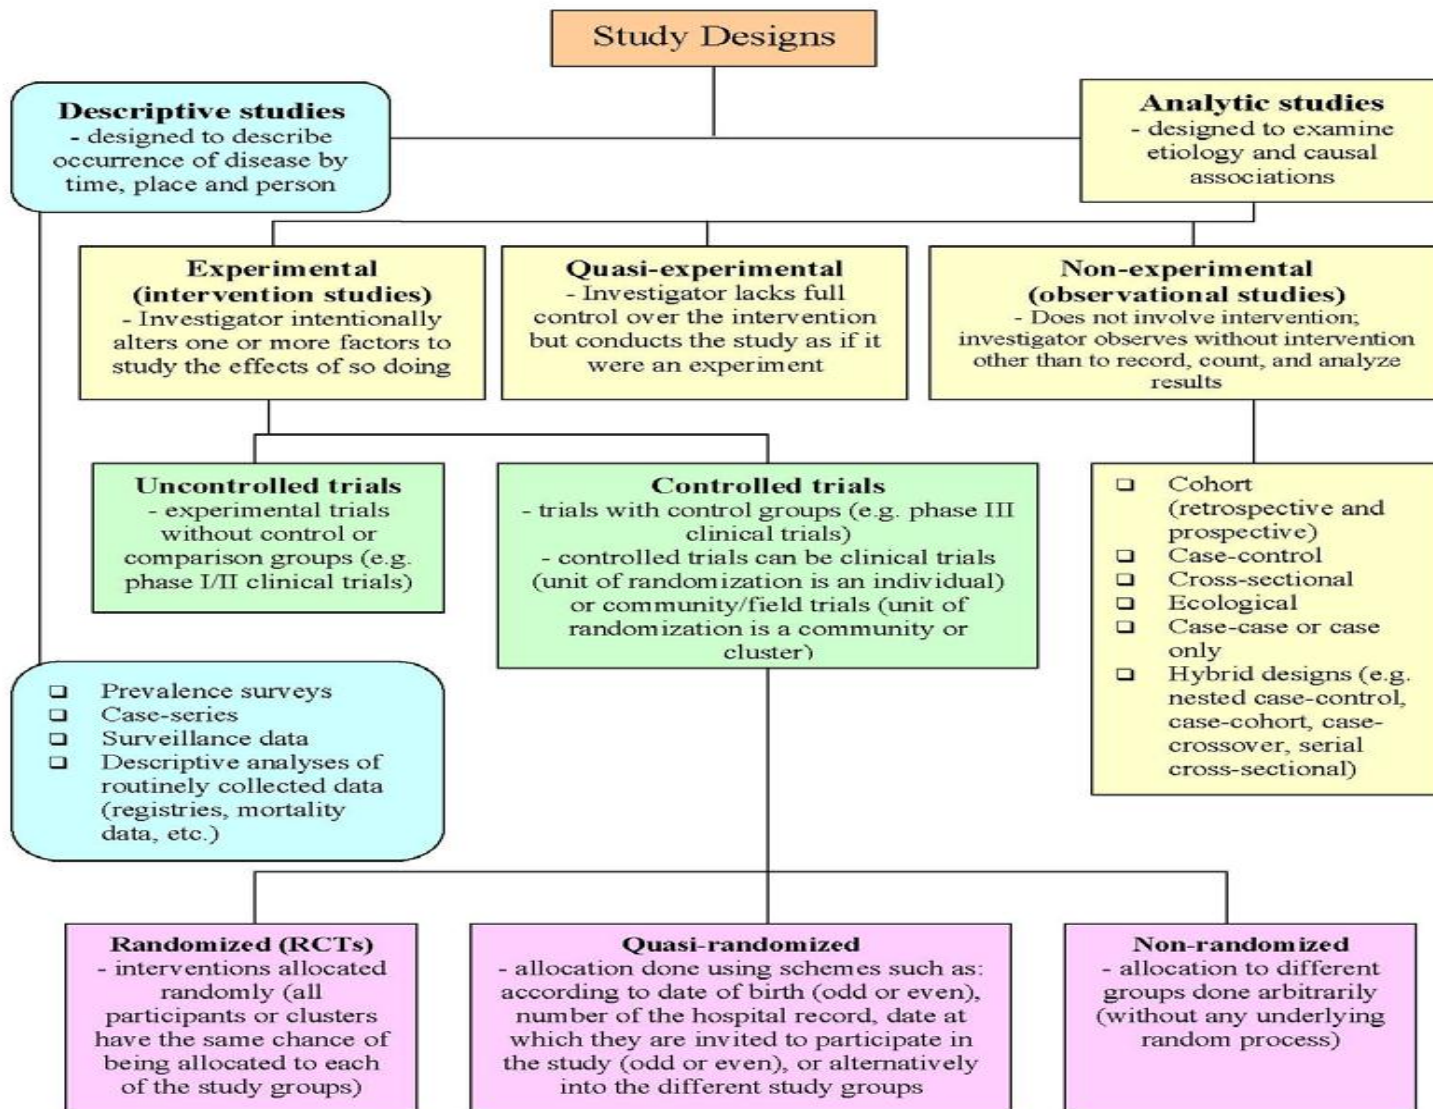 Study Designs
Descriptive studies
- designed to describe
occurrence of disease by
time, place and person
Analytic studies
- designed to examine
etiology and causal
associations
Experimental
(intervention studies)
- Investigator intentionally
alters one or more factors to
study the effects of so doing
Quasi-experimental
- Investigator lacks full
control over the intervention
but conducts the study as if it
were an experiment
Non-experimental
(observational studies)
- Does not involve intervention;
investigator observes without intervention
other than to record, count, and analyze
results
Uncontrolled trials
- experimental trials
without control or
comparison groups (e.g.
phase I/II clinical trials)
Controlled trials
- trials with control groups (e.g. phase III
clinical trials)
- controlled trials can be clinical trials
(unit of randomization is an individual)
or community/field trials (unit of
randomization is a community or
cluster)
❑ Cohort
(retrospective and
prospective)
❑ Case-control
❑ Cross-sectional
❑ Ecological
❑ Case-case or case
only
❑ Hybrid designs (e.g.
nested case-control,
case-cohort, case-
crossover, serial
cross-sectional)
❑ Prevalence surveys
❑ Case-series
❑ Surveillance data
❑ Descriptive analyses of
routinely collected data
(registries, mortality
data, etc.)
Randomized (RCTs)
- interventions allocated
randomly (all
participants or clusters
have the same chance of
being allocated to each
of the study groups)
Quasi-randomized
- allocation done using schemes such as:
according to date of birth (odd or even),
number of the hospital record, date at
which they are invited to participate in
the study (odd or even), or alternatively
into the different study groups
Non-randomized
- allocation to different
groups done arbitrarily
(without any underlying
random process)